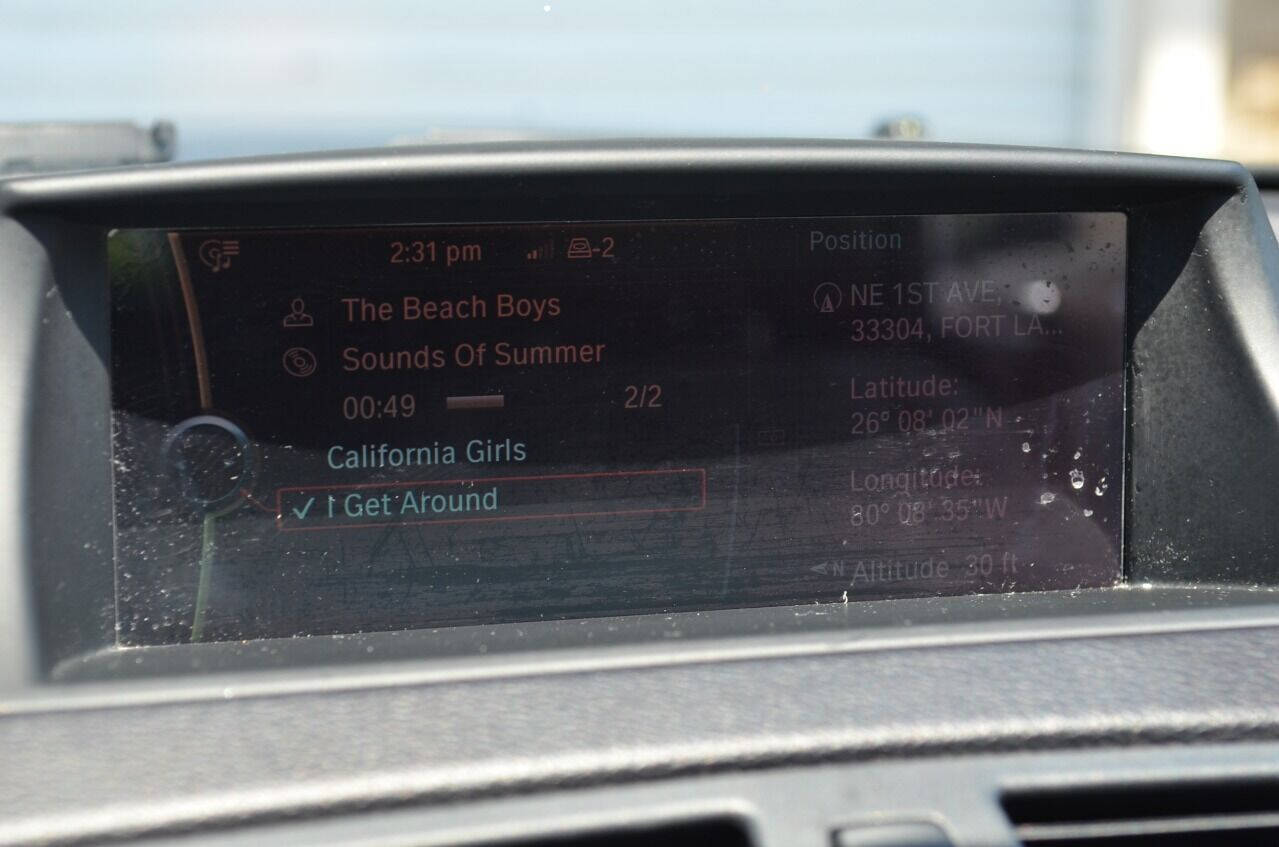 2:31 pm
-2
The Beach Boys
Sounds Of Summer
00:49 2/2
California Girls
✓ I Get Around
Position
NE 1ST AVE,
33304, FORT LA...
Latitude:
26° 08' 02"N
Longitude:
80° 08' 35"W
N Altitude 30 ft